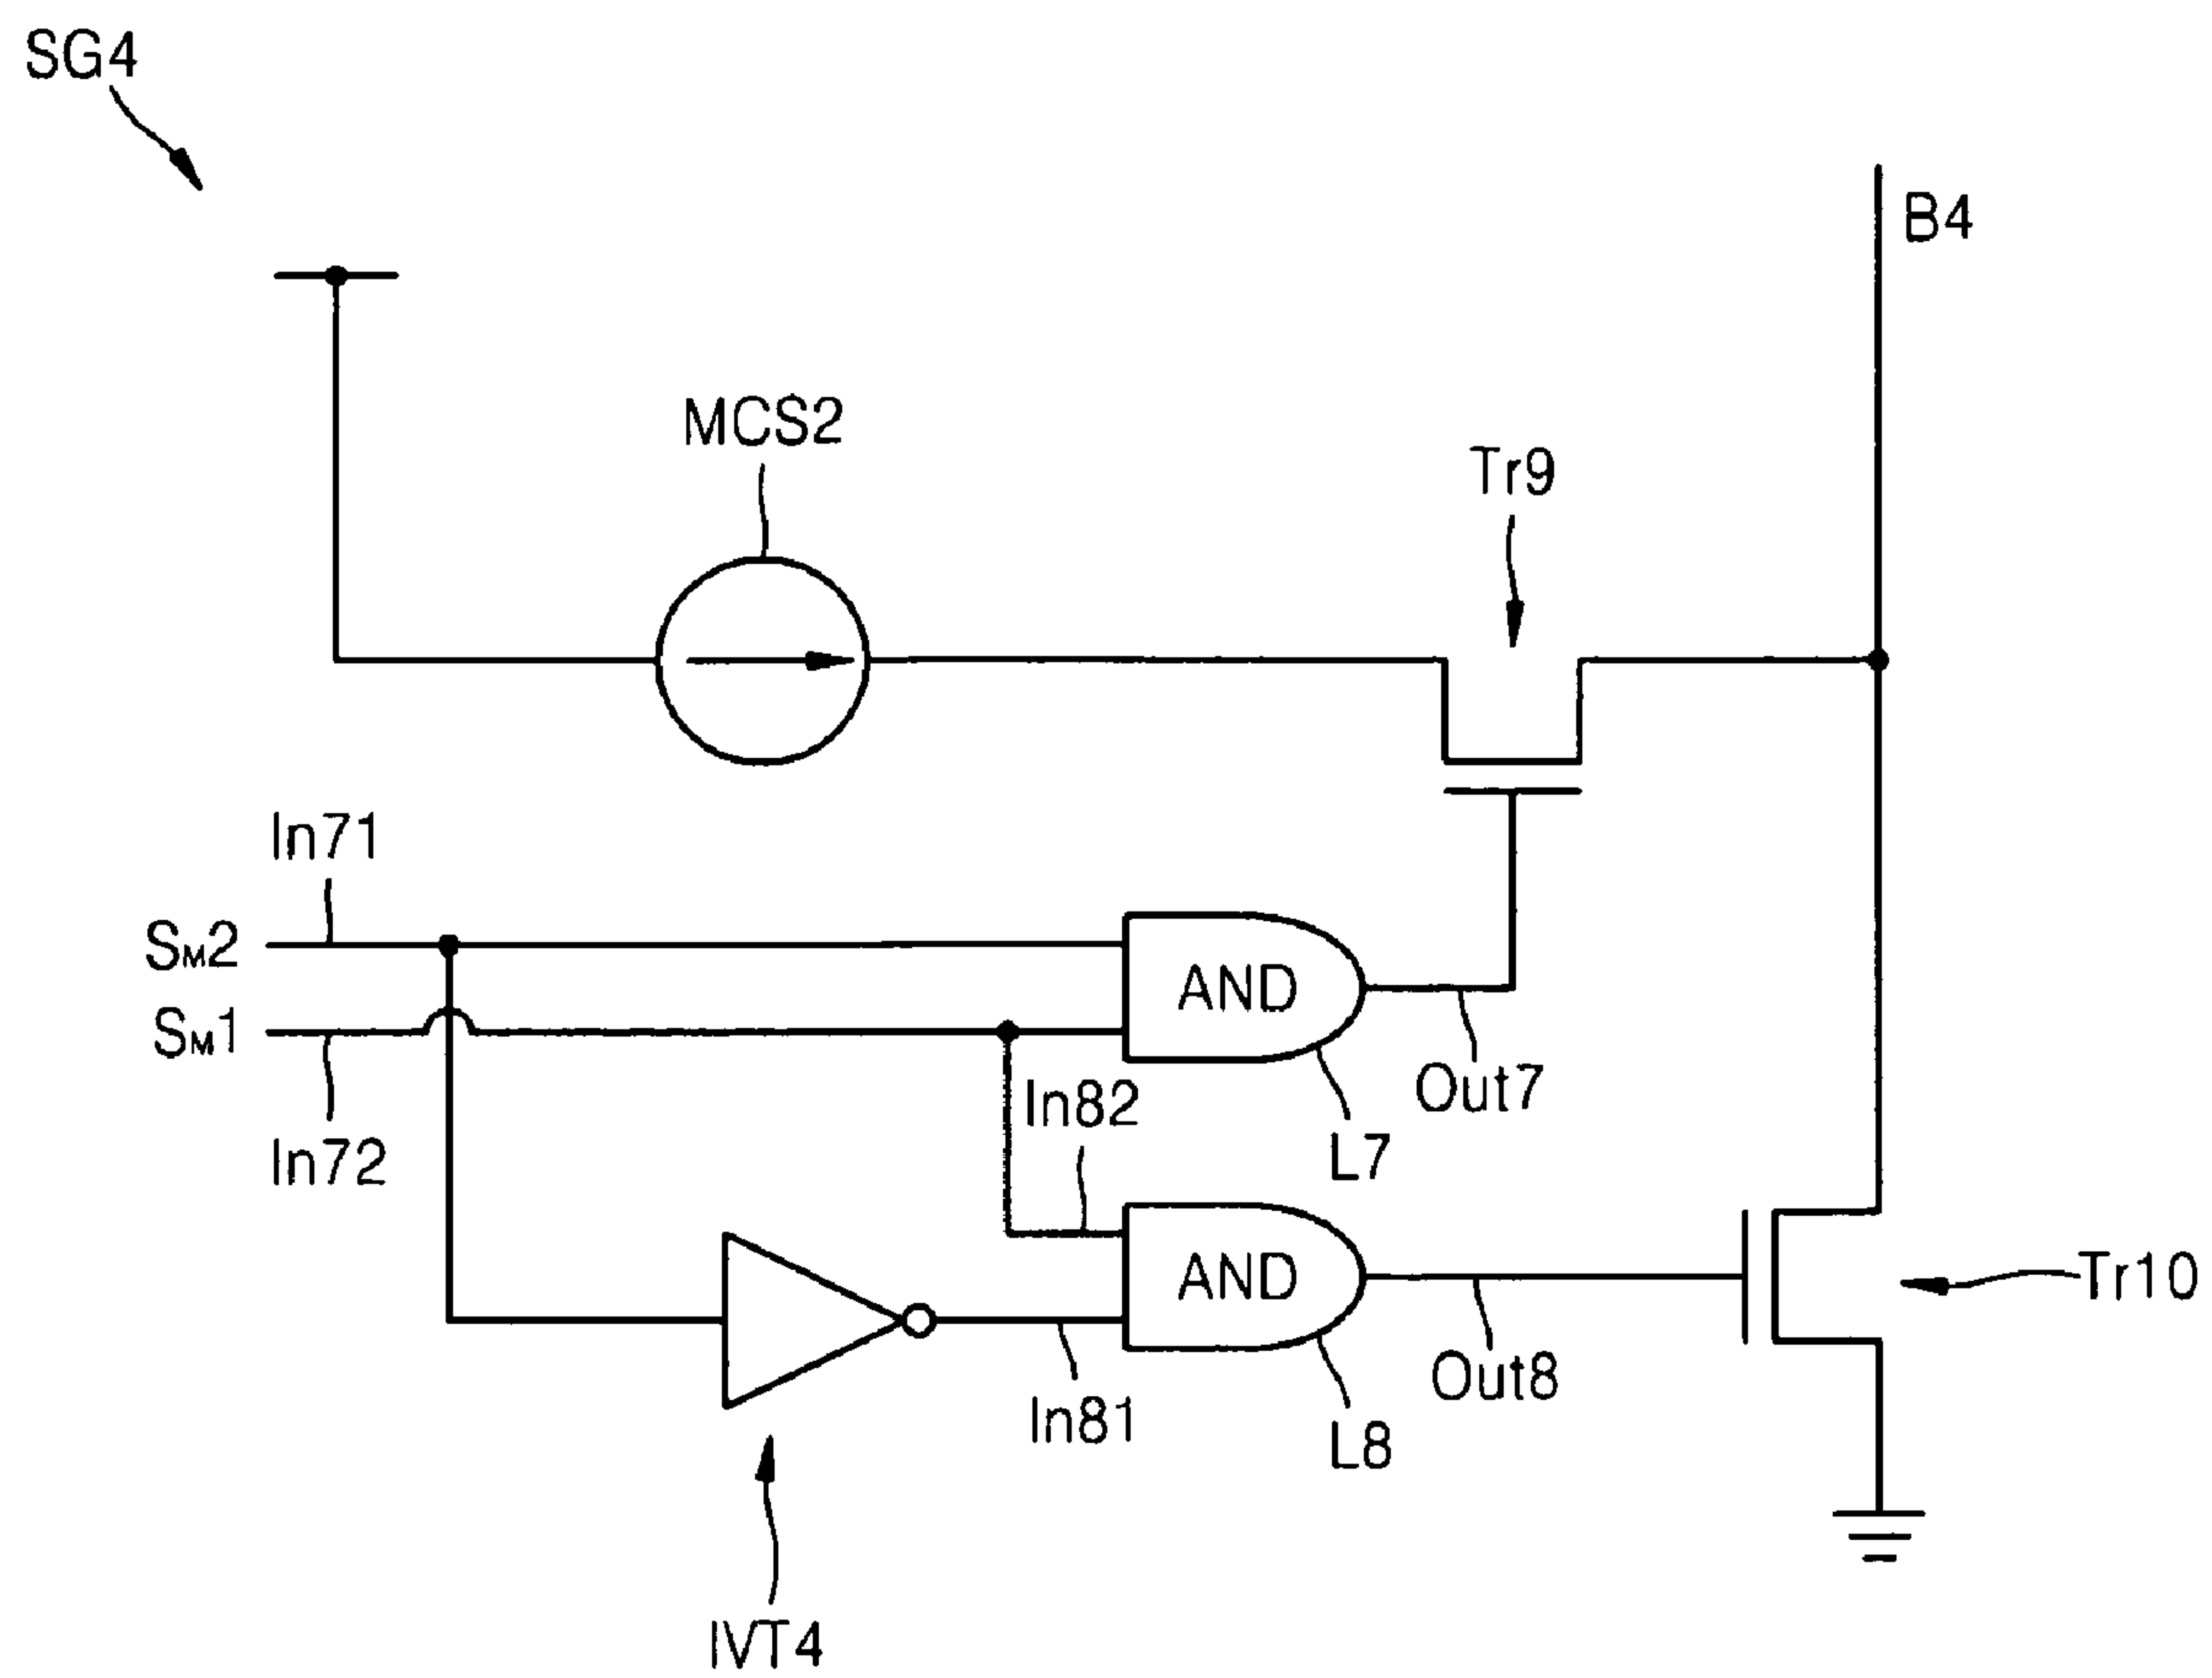 SG4
B4
MCS2
Tr9
In71
SM2
AND
SM1
In82
Out7
In72
L7
AND
Tr10
Out8
In81
L8
IVT4